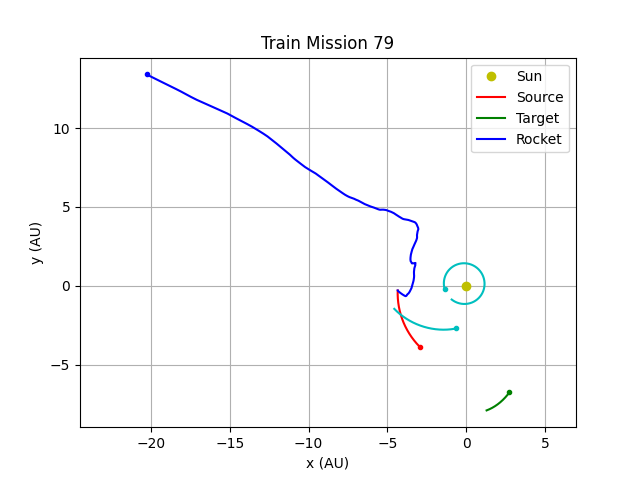 Train Mission 79
Sun
Source
Target
Rocket
y (AU)
10
5
0
−5
−20
−15
−10
−5
0
5
x (AU)